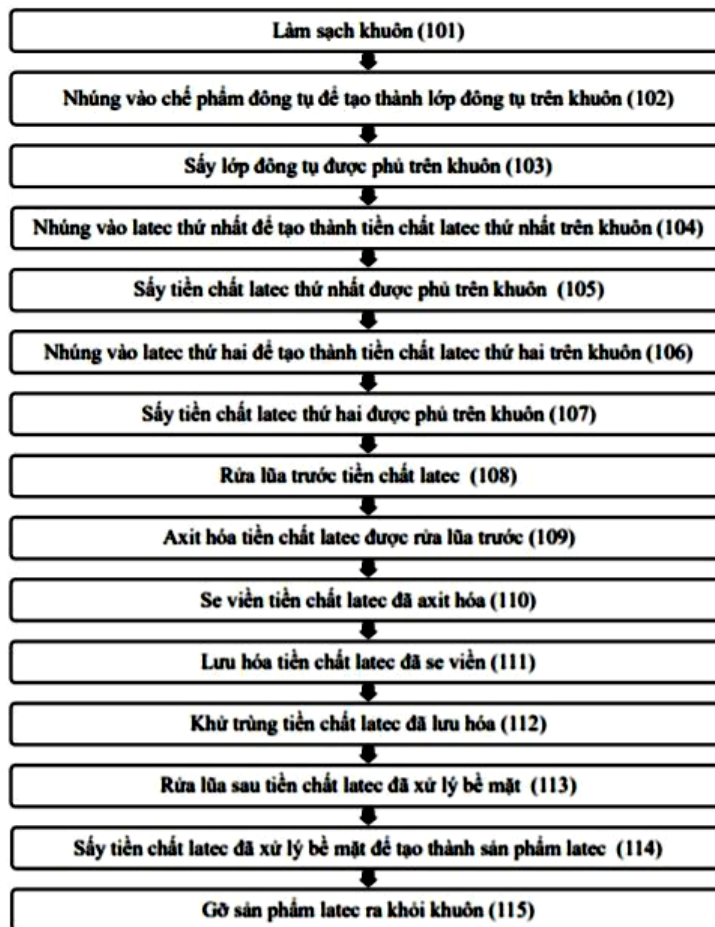 Làm sạch khuôn (101)
Nhúng vào chế phẩm đông tụ để tạo thành lớp đông tụ trên khuôn (102)
Sấy lớp đông tụ được phủ trên khuôn (103)
Nhúng vào latec thứ nhất để tạo thành tiền chất latec thứ nhất trên khuôn (104)
Sấy tiền chất latec thứ nhất được phủ trên khuôn (105)
Nhúng vào latec thứ hai để tạo thành tiền chất latec thứ hai trên khuôn (106)
Sấy tiền chất latec thứ hai được phủ trên khuôn (107)
Rửa lũa trước tiền chất latec (108)
Axit hóa tiền chất latec được rửa lũa trước (109)
Se viền tiền chất latec đã axit hóa (110)
Lưu hóa tiền chất latec đã se viền (111)
Khử trùng tiền chất latec đã lưu hóa (112)
Rửa lũa sau tiền chất latec đã xử lý bề mặt (113)
Sấy tiền chất latec đã xử lý bề mặt để tạo thành sản phẩm latec (114)
Gỡ sản phẩm latec ra khỏi khuôn (115)